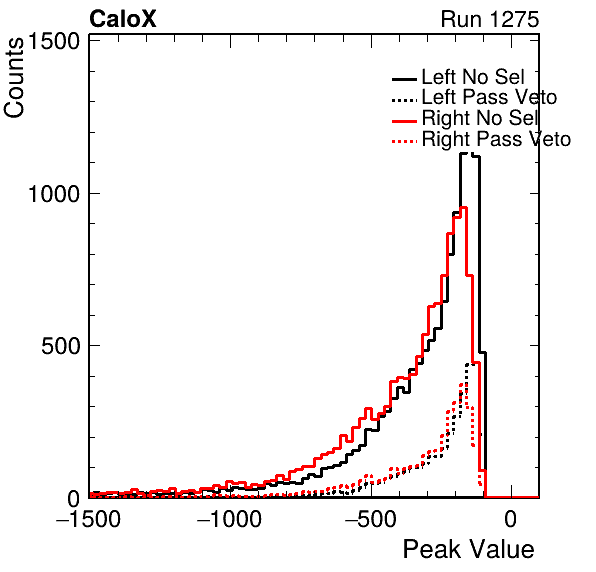 CaloX Run 1275
Counts
1500
1000
500
0
Left No Sel
Left Pass Veto
Right No Sel
Right Pass Veto
−1500 −1000 −500 0
Peak Value